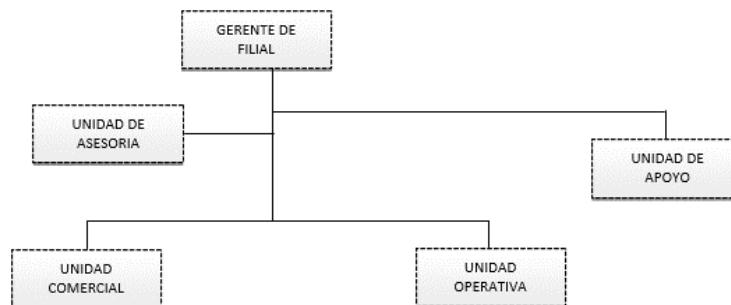 GERENTE DE
FILIAL
UNIDAD DE
ASESORIA
UNIDAD DE
APOYO
UNIDAD
COMERCIAL
UNIDAD
OPERATIVA